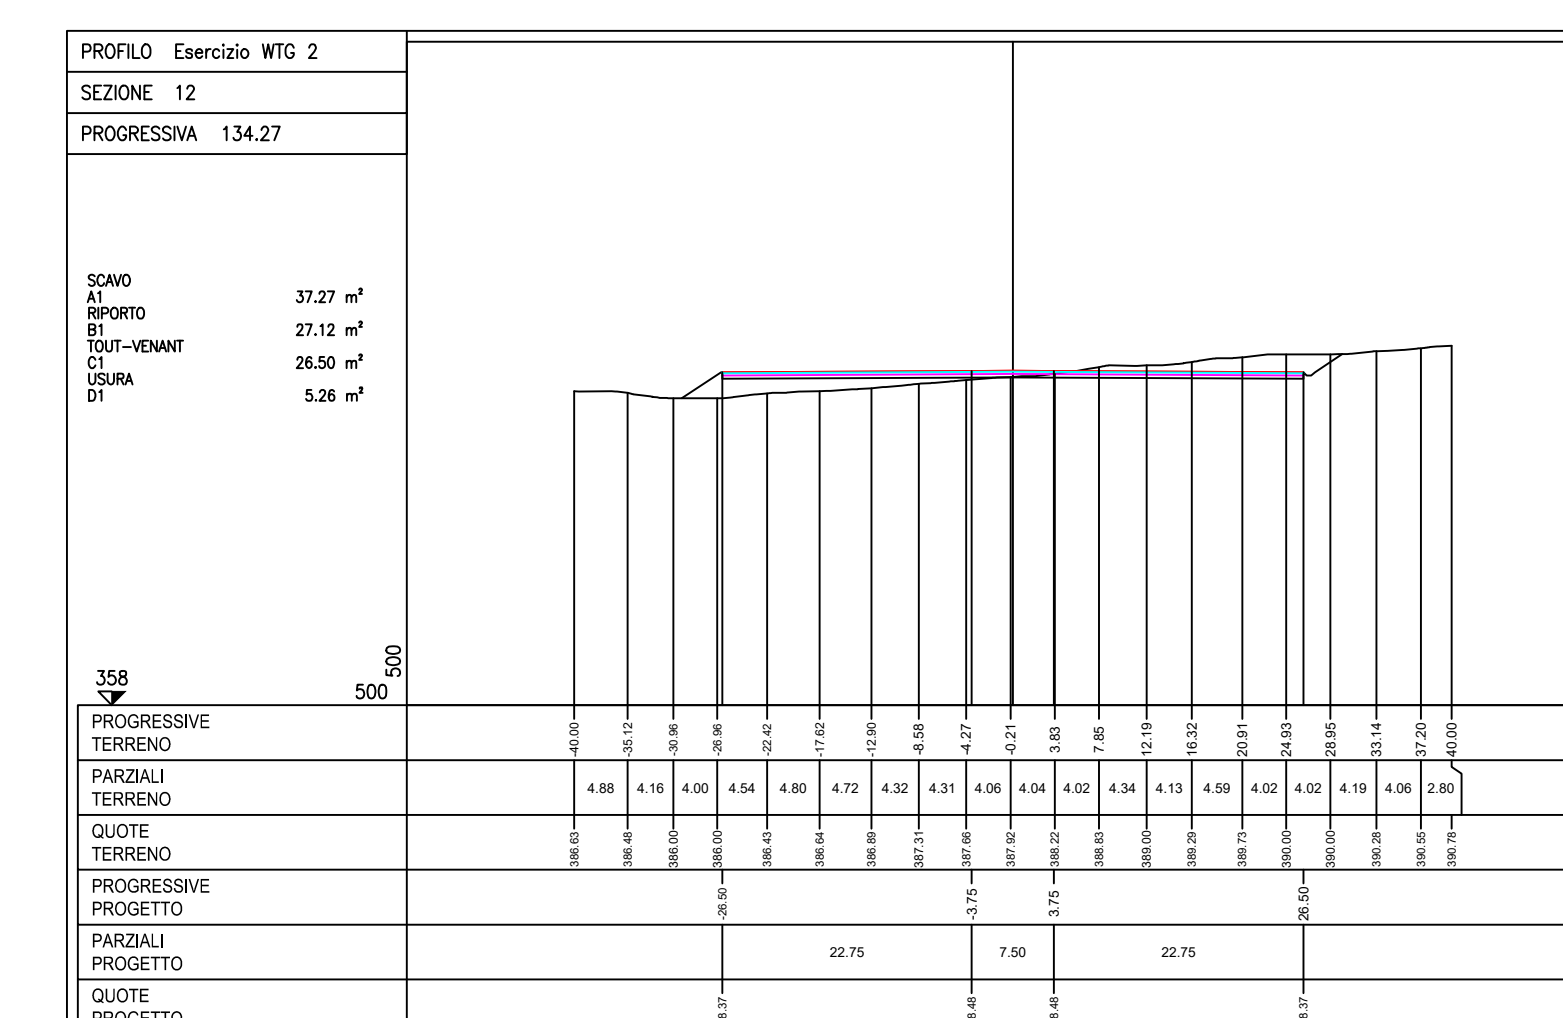 PROFILO Esercizio WTG 2
SEZIONE 12
PROGRESSIVA 134.27
SCAVO
A1 37.27 m²
RIPORTO
B1 27.12 m²
TOUT-VENANT
C1 26.50 m²
USURA
D1 5.26 m²
358
500
500
PROGRESSIVE
TERRENO
-40.00 -35.12 -30.96 -26.96 -22.42 -17.62 -12.90 -8.58 -4.27 -0.21 3.83 7.85 12.19 16.32 20.91 24.93 28.95 33.14 37.20 40.00
PARZIALI
TERRENO
4.88 4.16 4.00 4.54 4.80 4.72 4.32 4.31 4.06 4.04 4.02 4.34 4.13 4.59 4.02 4.02 4.19 4.06 2.80
QUOTE
TERRENO
386.63 386.48 386.00 386.00 386.43 386.64 386.89 387.31 387.66 387.92 388.22 388.83 389.00 389.29 389.73 390.00 390.00 390.28 390.55 390.78
PROGRESSIVE
PROGETTO
-26.50 -3.75 3.75 26.50
PARZIALI
PROGETTO
22.75 7.50 22.75
QUOTE
PROGETTO
8.37 8.48 8.48 8.37